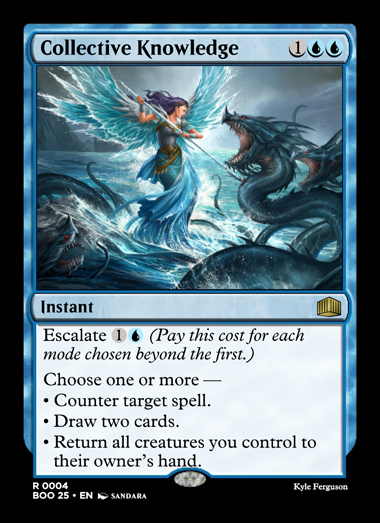 Collective Knowledge 1
Instant
Escalate 1 (Pay this cost for each
mode chosen beyond the first.)
Choose one or more —
• Counter target spell.
• Draw two cards.
• Return all creatures you control to
their owner's hand.
R 0004
BOO 25 • EN SANDARA
Kyle Ferguson